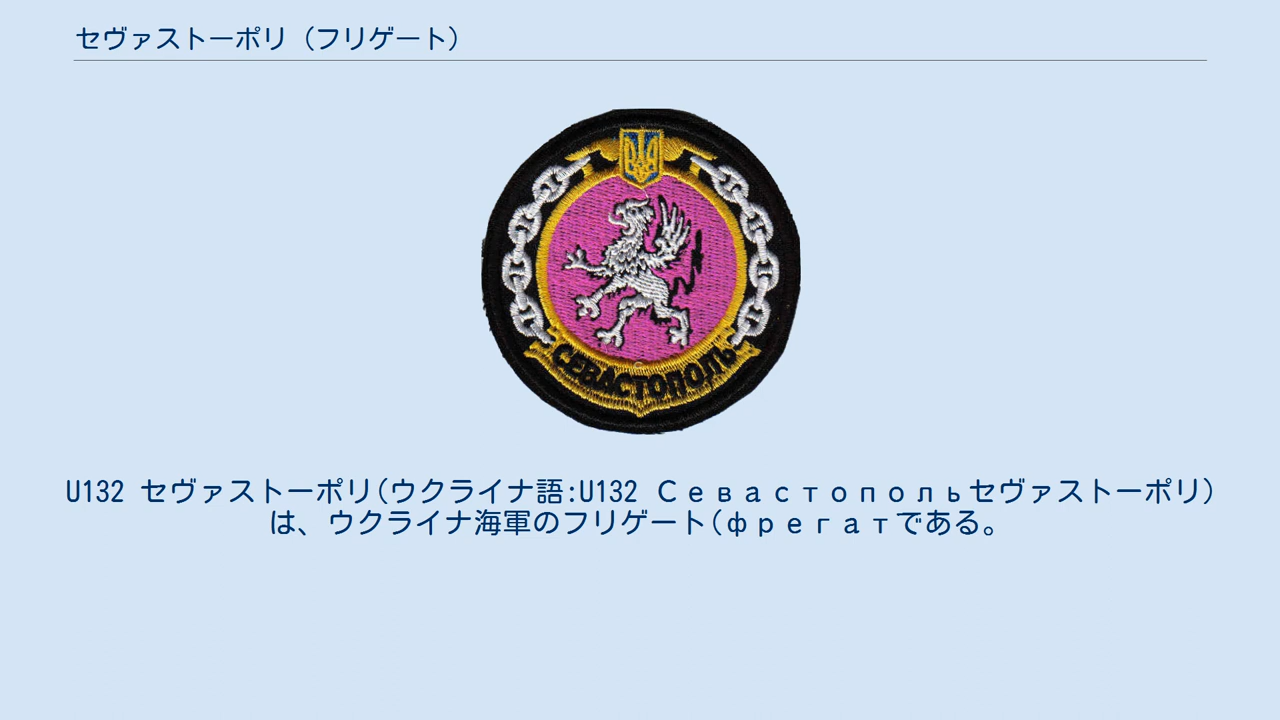 セヴァストーポリ（フリゲート）
СЕВАСТОПОЛЬ
U132 セヴァストーポリ(ウクライナ語:U132 Севастопольセヴァストーポリ)
は、ウクライナ海軍のフリゲート(фрегатである。